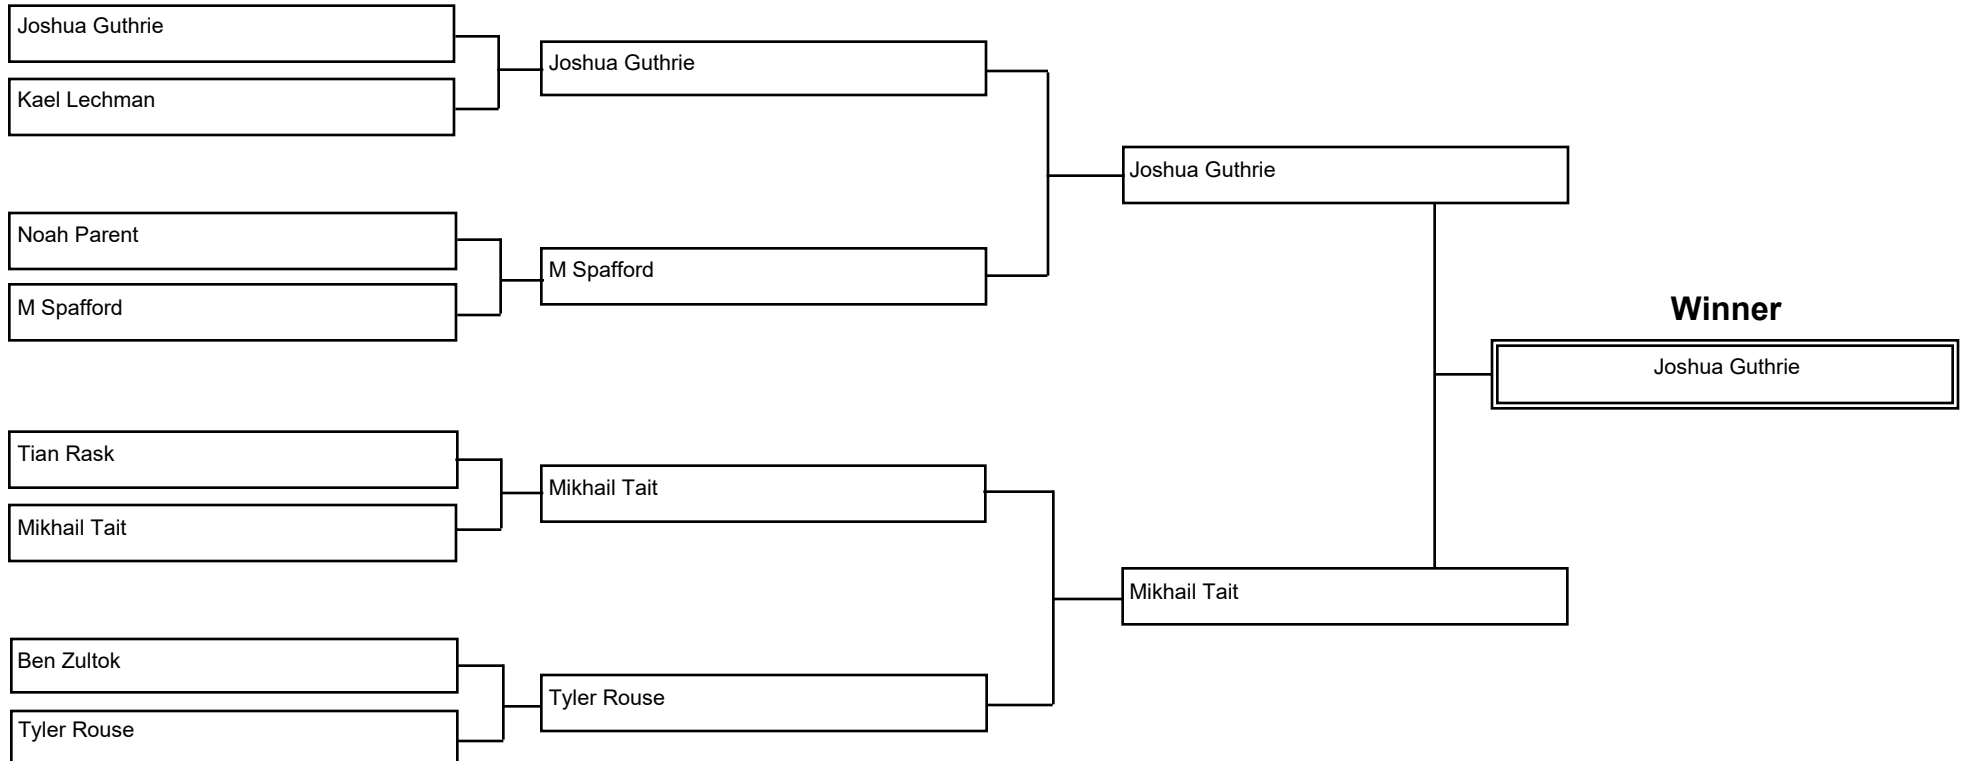 Joshua Guthrie
Kael Lechman
Noah Parent
M Spafford
Tian Rask
Mikhail Tait
Ben Zultok
Tyler Rouse
Joshua Guthrie
M Spafford
Mikhail Tait
Tyler Rouse
Joshua Guthrie
Mikhail Tait
Winner
Joshua Guthrie